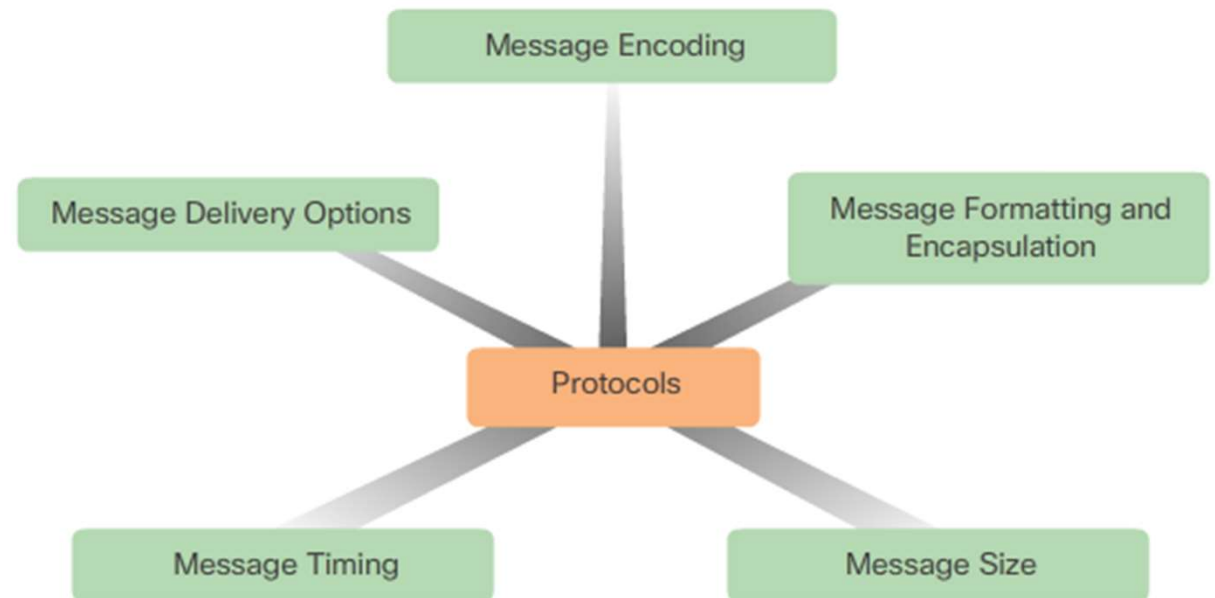 Message Encoding
Message Delivery Options
Message Formatting and
Encapsulation
Protocols
Message Timing
Message Size